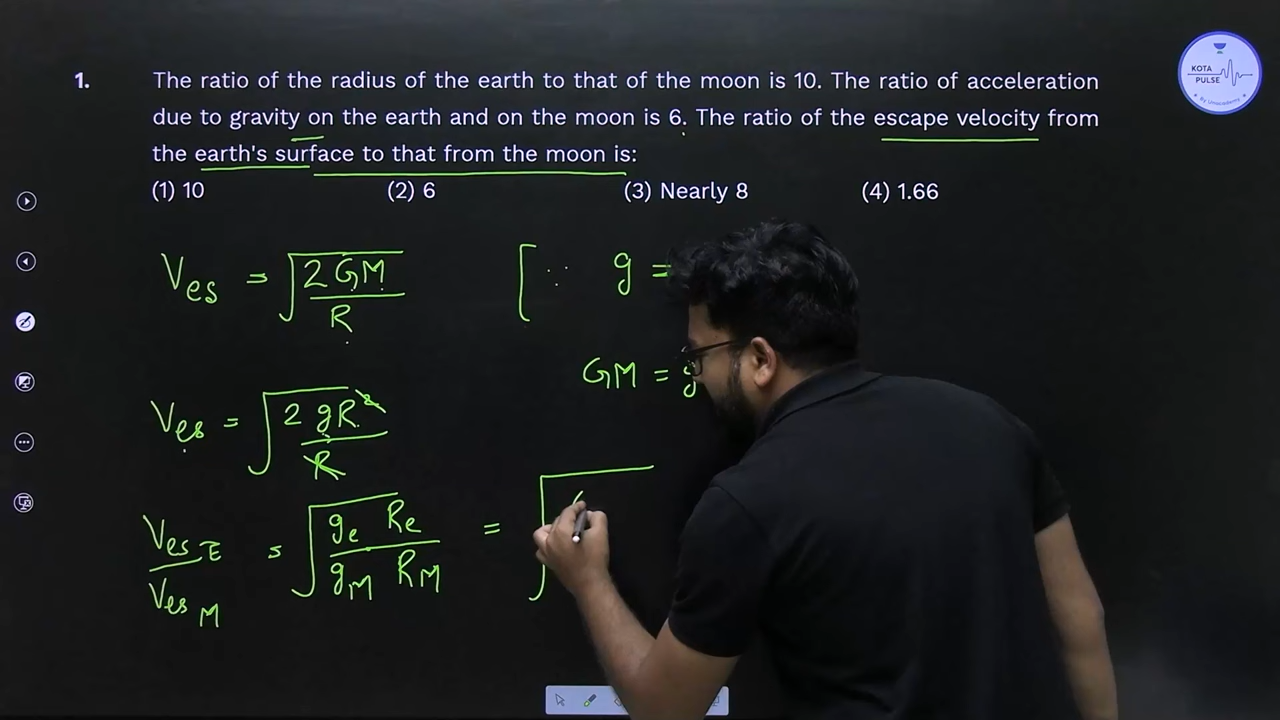 1. The ratio of the radius of the earth to that of the moon is 10. The ratio of acceleration
due to gravity on the earth and on the moon is 6. The ratio of the escape velocity from
the earth's surface to that from the moon is:
(1) 10 (2) 6 (3) Nearly 8 (4) 1.66
KOTA
PULSE
By Unacademy
Ves = √(2GM/R) [∵ g =
GM = g
Ves = √(2gR²/R)
VesE/VesM = √(ge Re/gM RM) = √